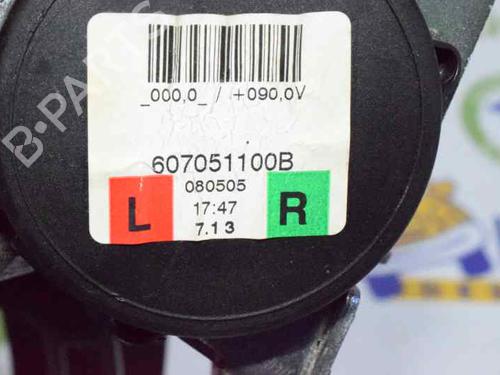 _000,0_ / +090,0V
607051100B
080505
L
17:47
R
7.13
B-PARTS